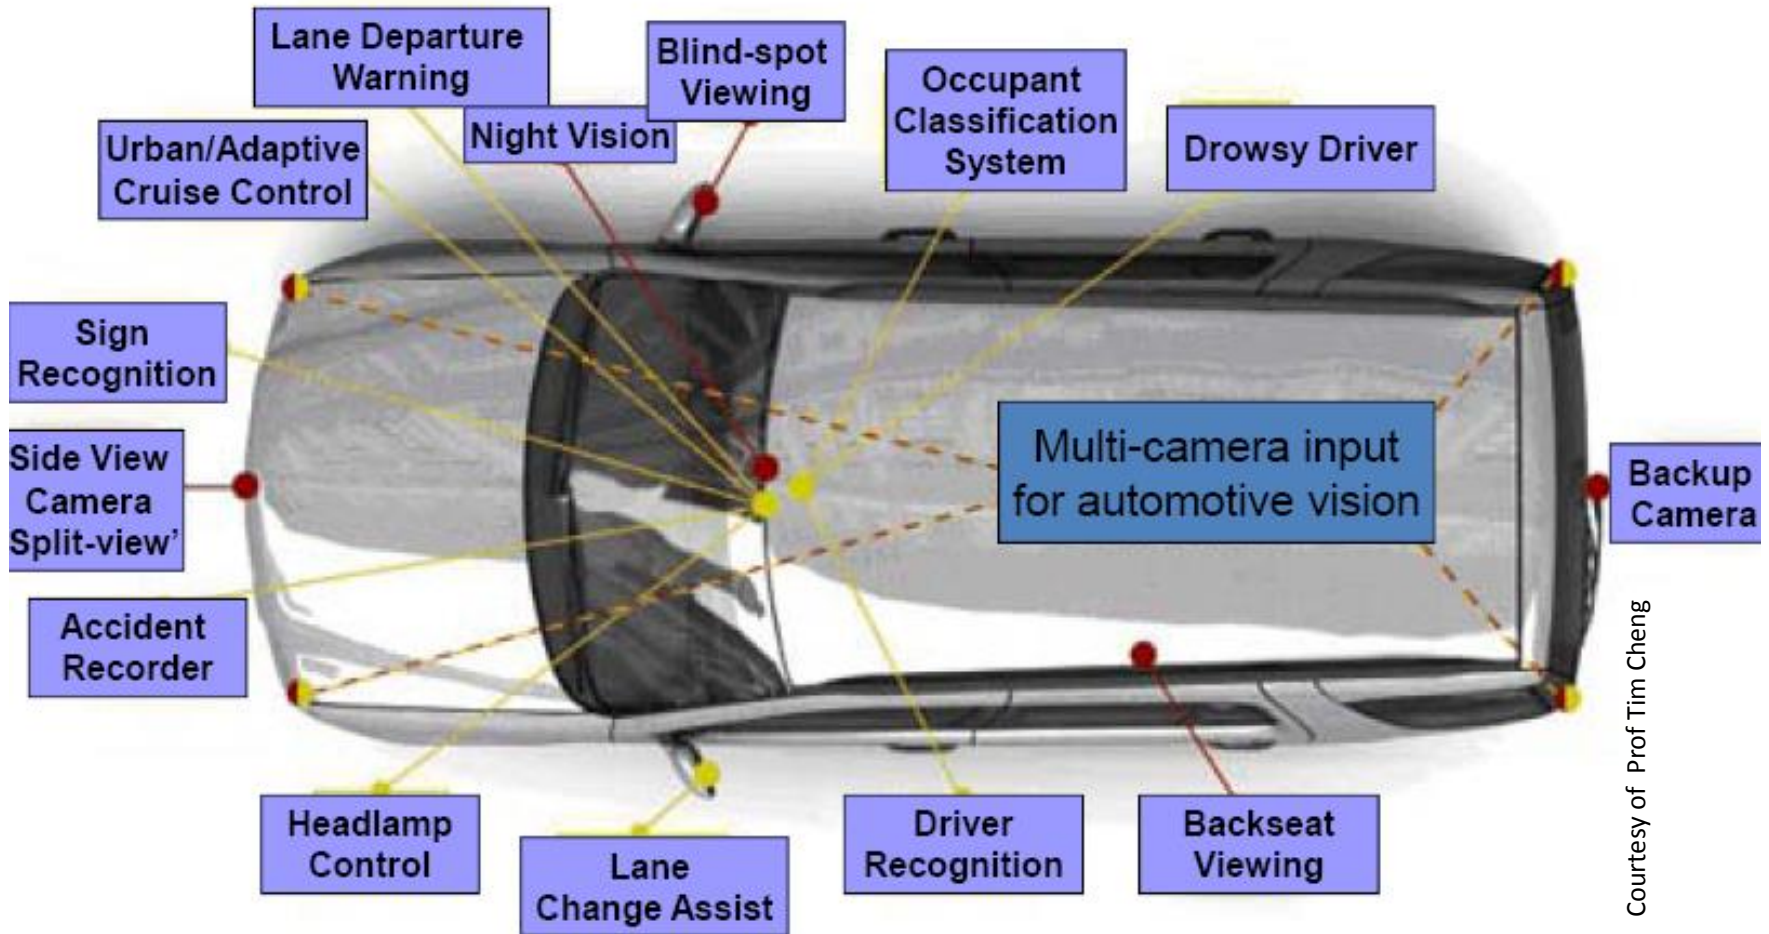 Lane Departure
Warning
Blind-spot
Viewing
Occupant
Classification
System
Urban/Adaptive
Cruise Control
Night Vision
Drowsy Driver
Sign
Recognition
Multi-camera input
for automotive vision
Side View
Camera
Split-view’
Backup
Camera
Accident
Recorder
Headlamp
Control
Lane
Change Assist
Driver
Recognition
Backseat
Viewing
Courtesy of Prof Tim Cheng